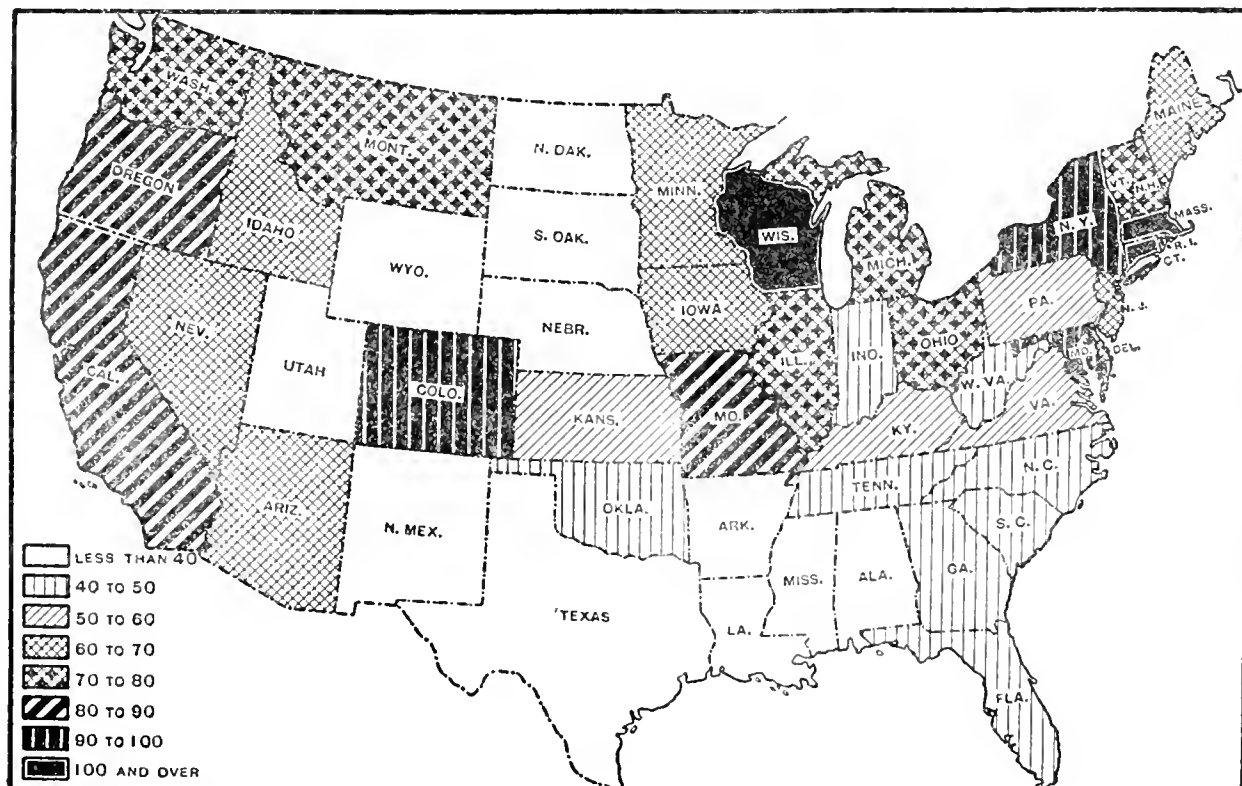 WASH.
MONT.
N. DAK.
MINN.
MAINE
OREGON
IDAHO
S. OAK.
WIS.
MICH.
VT.
N.H.
MASS.
N.Y.
R.I.
CT.
WYO.
NEV.
NEBR.
IOWA
PA.
N. J.
UTAH
CAL.
COLO.
KANS.
MO.
ILL.
INO.
OHIO
W. VA.
MD.
DEL.
VA.
KY.
ARIZ.
N. MEX.
OKLA.
ARK.
TENN.
N. C.
S. C.
TEXAS
LA.
MISS.
ALA.
GA.
FLA.
LESS THAN 40
40 TO 50
50 TO 60
60 TO 70
70 TO 80
80 TO 90
90 TO 100
100 AND OVER